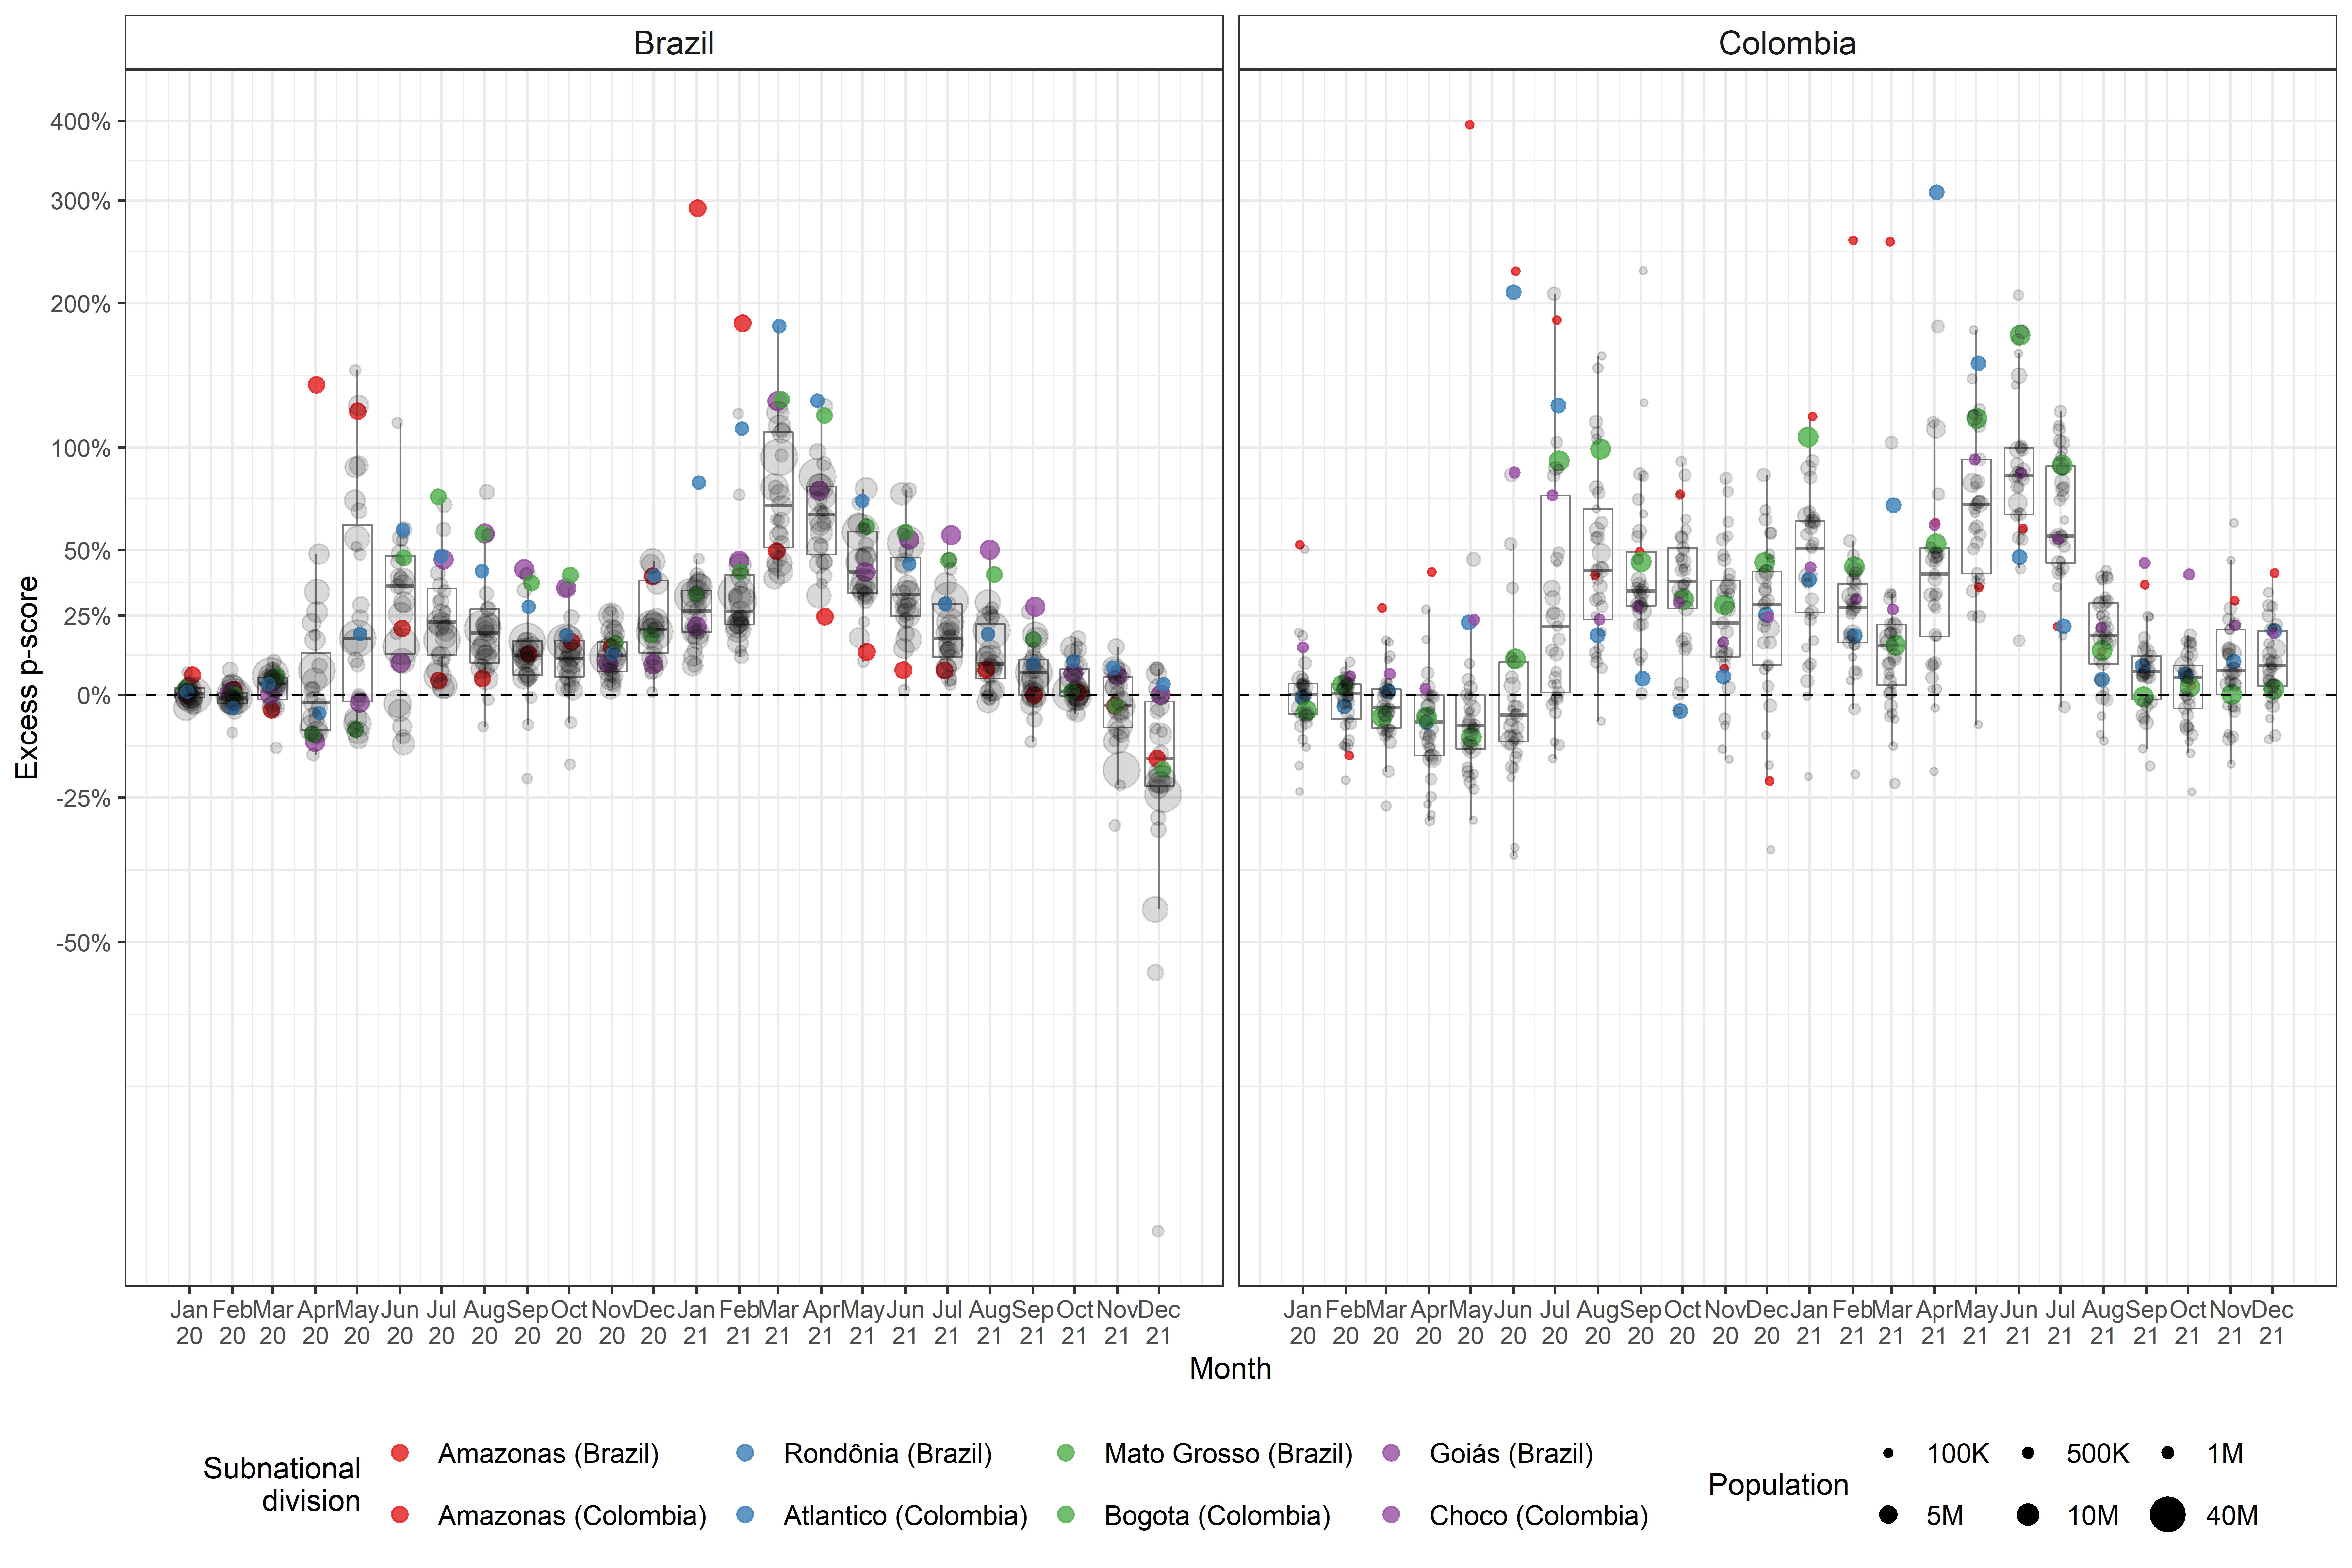 Brazil
Colombia
Excess p-score
400%
300%
200%
100%
50%
25%
0%
-25%
-50%
Jan Feb Mar Apr May Jun Jul Aug Sep Oct Nov Dec Jan Feb Mar Apr May Jun Jul Aug Sep Oct Nov Dec
20 20 20 20 20 20 20 20 20 20 20 20 21 21 21 21 21 21 21 21 21 21 21 21
Jan Feb Mar Apr May Jun Jul Aug Sep Oct Nov Dec Jan Feb Mar Apr May Jun Jul Aug Sep Oct Nov Dec
20 20 20 20 20 20 20 20 20 20 20 20 21 21 21 21 21 21 21 21 21 21 21 21
Month
Subnational
division
Amazonas (Brazil) Rondônia (Brazil) Mato Grosso (Brazil) Goiás (Brazil)
Amazonas (Colombia) Atlantico (Colombia) Bogota (Colombia) Choco (Colombia)
Population
100K 500K 1M
5M 10M 40M